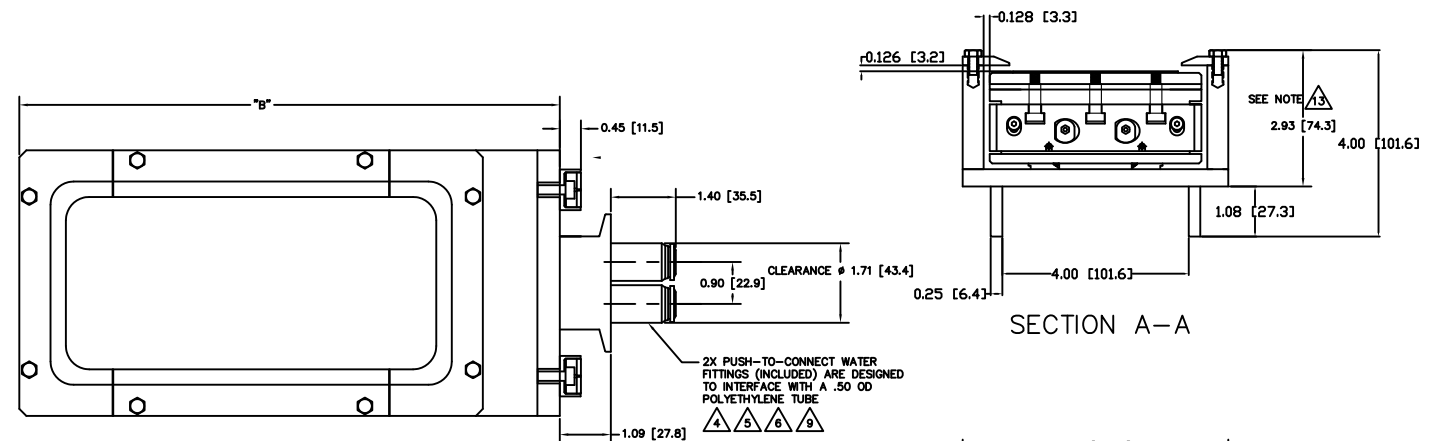 0.128 [3.3]
0.126 [3.2]
"B"
0.45 [11.5]
SEE NOTE 13
2.93 [74.3]
4.00 [101.6]
1.40 [35.5]
1.08 [27.3]
CLEARANCE ø 1.71 [43.4]
0.90 [22.9]
4.00 [101.6]
0.25 [6.4]
SECTION A-A
2X PUSH-TO-CONNECT WATER
FITTINGS (INCLUDED) ARE DESIGNED
TO INTERFACE WITH A .50 OD
POLYETHYLENE TUBE
4 5 6 9
1.09 [27.8]